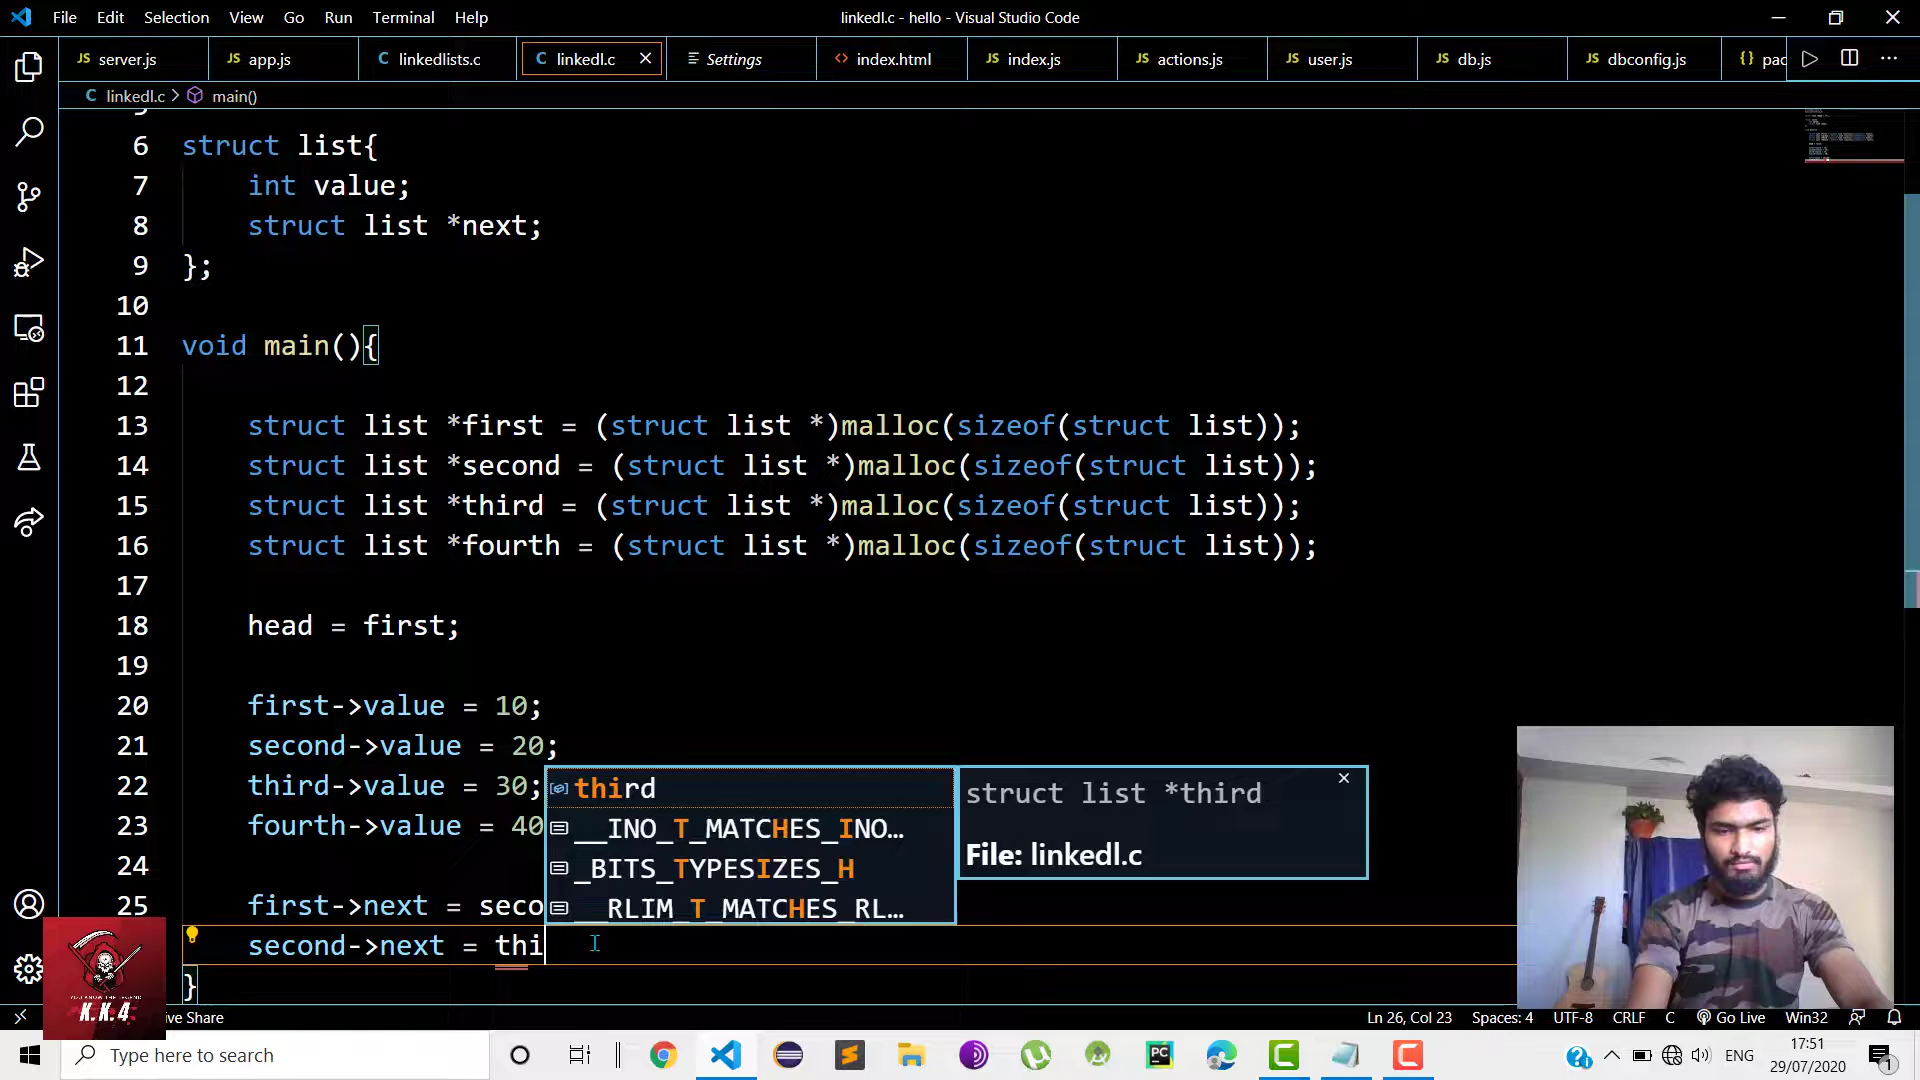 File Edit Selection View Go Run Terminal Help
linkedl.c - hello - Visual Studio Code
JS server.js
JS app.js
C linkedlists.c
C linkedl.c
Settings
<> index.html
JS index.js
JS actions.js
JS user.js
JS db.js
JS dbconfig.js
{} pac
C linkedl.c > main()
6 struct list{
7 int value;
8 struct list *next;
9 };
10
11 void main(){
12
13 struct list *first = (struct list *)malloc(sizeof(struct list));
14 struct list *second = (struct list *)malloc(sizeof(struct list));
15 struct list *third = (struct list *)malloc(sizeof(struct list));
16 struct list *fourth = (struct list *)malloc(sizeof(struct list));
17
18 head = first;
19
20 first->value = 10;
21 second->value = 20;
22 third->value = 30;
23 fourth->value = 40
24
25 first->next = seco
second->next = thi
}
third
__INO_T_MATCHES_INO…
_BITS_TYPESIZES_H
__RLIM_T_MATCHES_RL…
struct list *third
File: linkedl.c
YOU KNOW THE LEGEND
K.K.4
ive Share
Ln 26, Col 23 Spaces: 4 UTF-8 CRLF C Go Live Win32
Type here to search
PC
ENG
17:51
29/07/2020
1